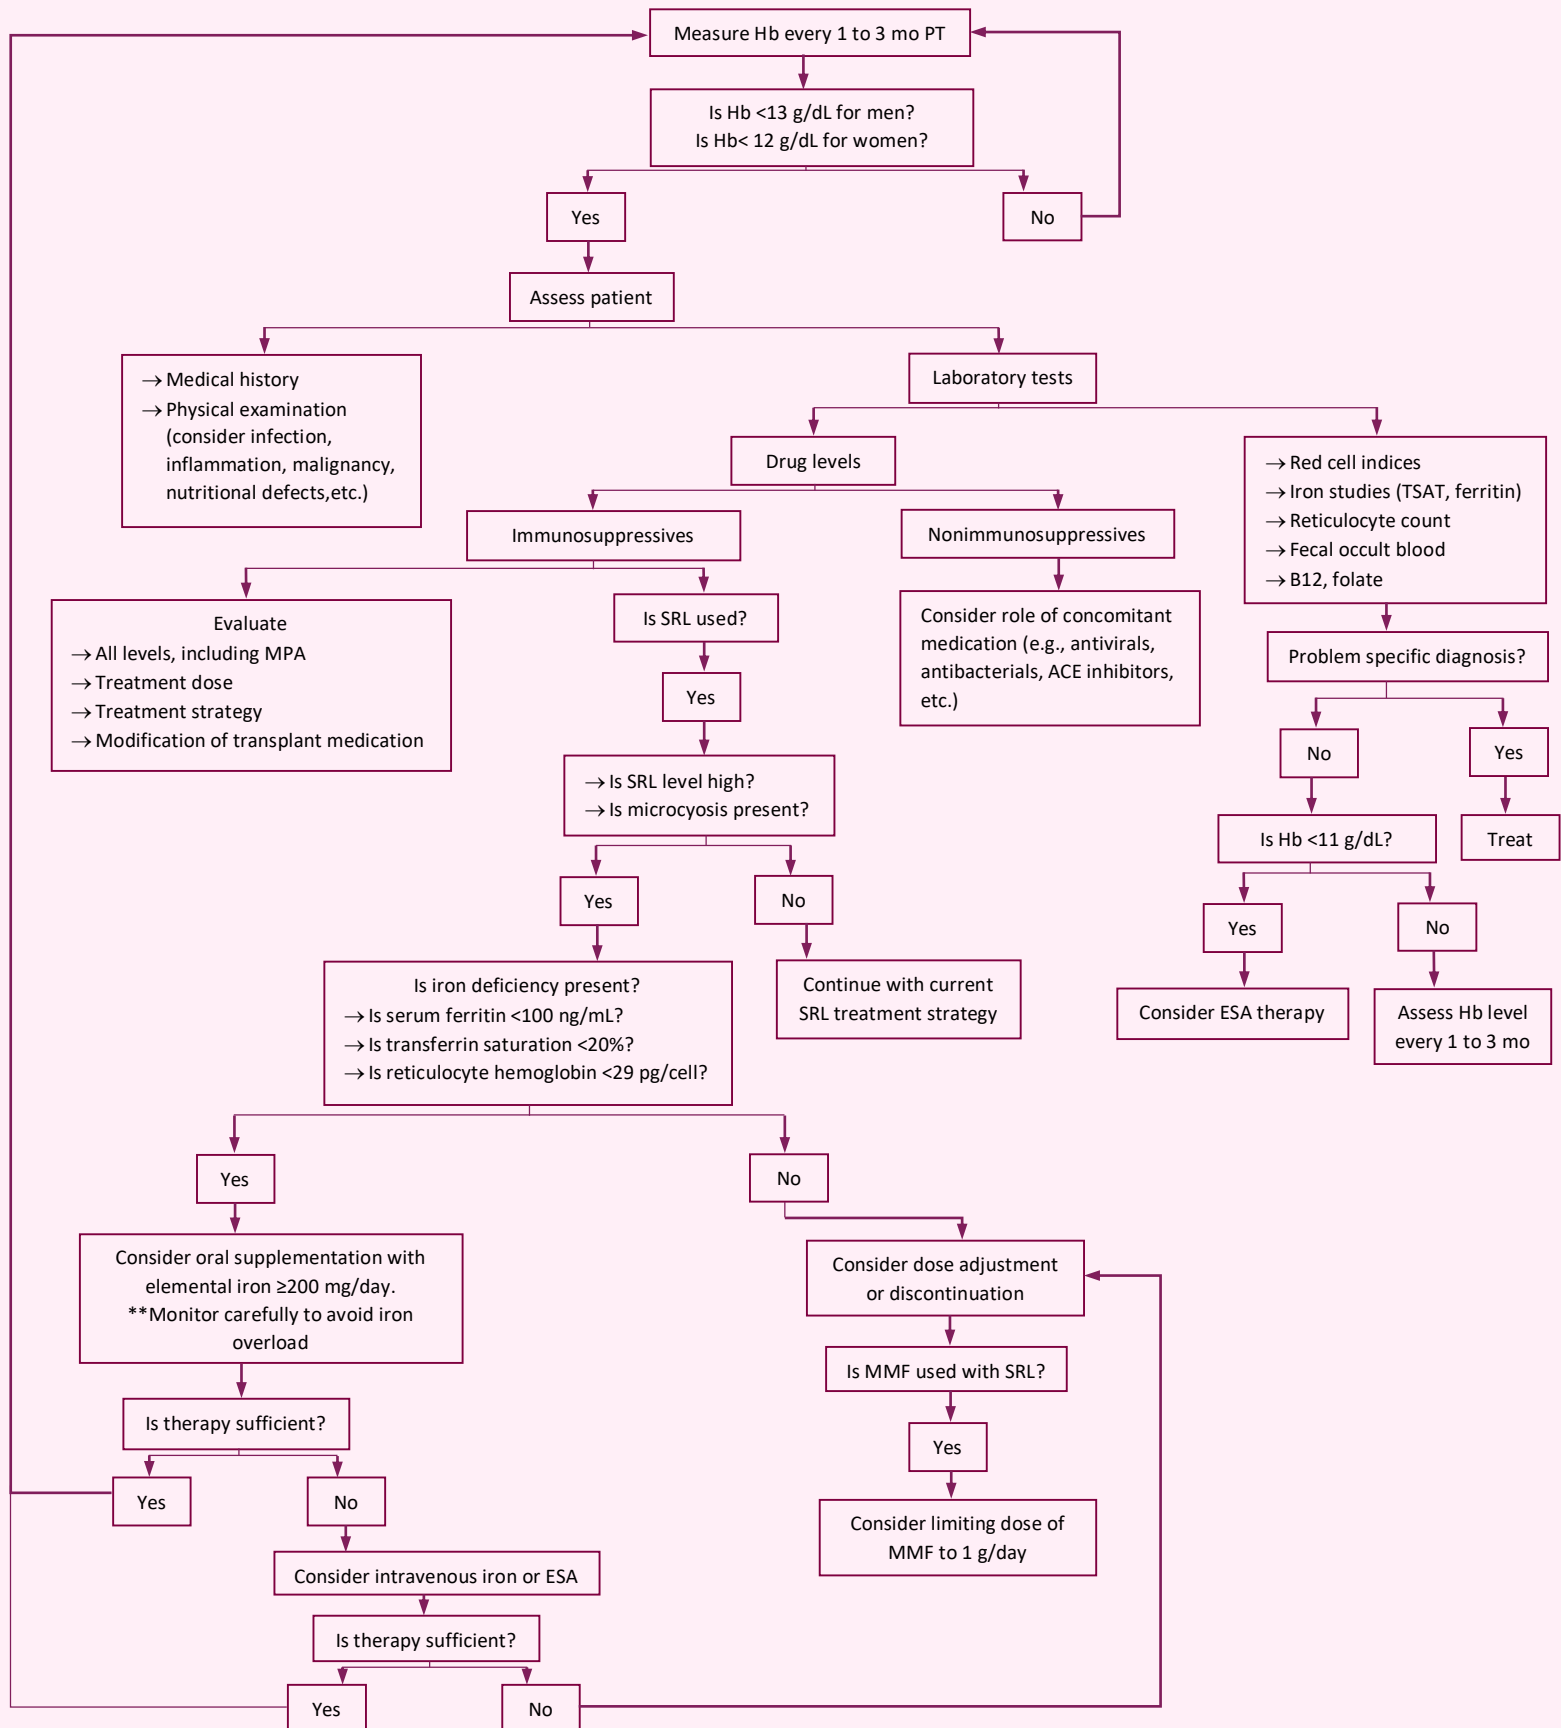 Measure Hb every 1 to 3 mo PT
Is Hb <13 g/dL for men?
Is Hb< 12 g/dL for women?
Yes
No
Assess patient
→ Medical history
→ Physical examination
(consider infection,
inflammation, malignancy,
nutritional defects,etc.)
Laboratory tests
Drug levels
→ Red cell indices
→ Iron studies (TSAT, ferritin)
→ Reticulocyte count
→ Fecal occult blood
→ B12, folate
Immunosuppressives
Nonimmunosuppressives
Evaluate
→ All levels, including MPA
→ Treatment dose
→ Treatment strategy
→ Modification of transplant medication
Is SRL used?
Yes
Consider role of concomitant
medication (e.g., antivirals,
antibacterials, ACE inhibitors,
etc.)
Problem specific diagnosis?
No
Yes
Is Hb <11 g/dL?
Treat
Yes
No
Consider ESA therapy
Assess Hb level
every 1 to 3 mo
→ Is SRL level high?
→ Is microcyosis present?
Yes
No
Continue with current
SRL treatment strategy
Is iron deficiency present?
→ Is serum ferritin <100 ng/mL?
→ Is transferrin saturation <20%?
→ Is reticulocyte hemoglobin <29 pg/cell?
Yes
No
Consider oral supplementation with
elemental iron ≥200 mg/day.
**Monitor carefully to avoid iron
overload
Consider dose adjustment
or discontinuation
Is MMF used with SRL?
Yes
Consider limiting dose of
MMF to 1 g/day
Is therapy sufficient?
Yes
No
Consider intravenous iron or ESA
Is therapy sufficient?
Yes
No